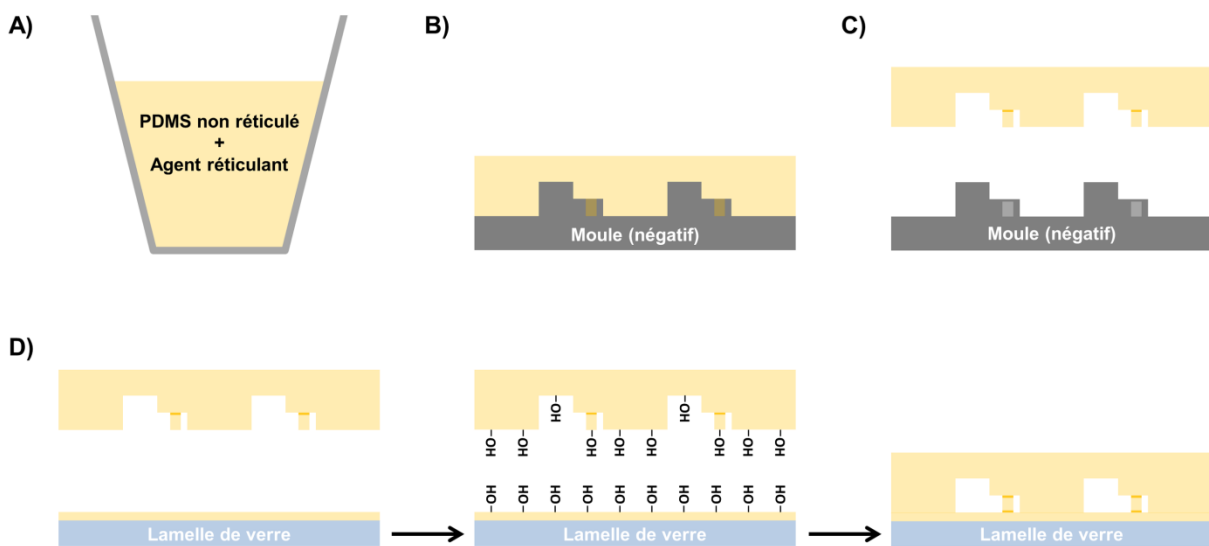 A)
B)
C)
PDMS non réticulé
+
Agent réticulant
Moule (négatif)
Moule (négatif)
D)
HO–
HO–
HO–
HO–
HO–
HO–
HO–
HO–
HO–
HO–
–OH
–OH
–OH
–OH
–OH
–OH
–OH
–OH
–OH
–OH
Lamelle de verre
Lamelle de verre
Lamelle de verre